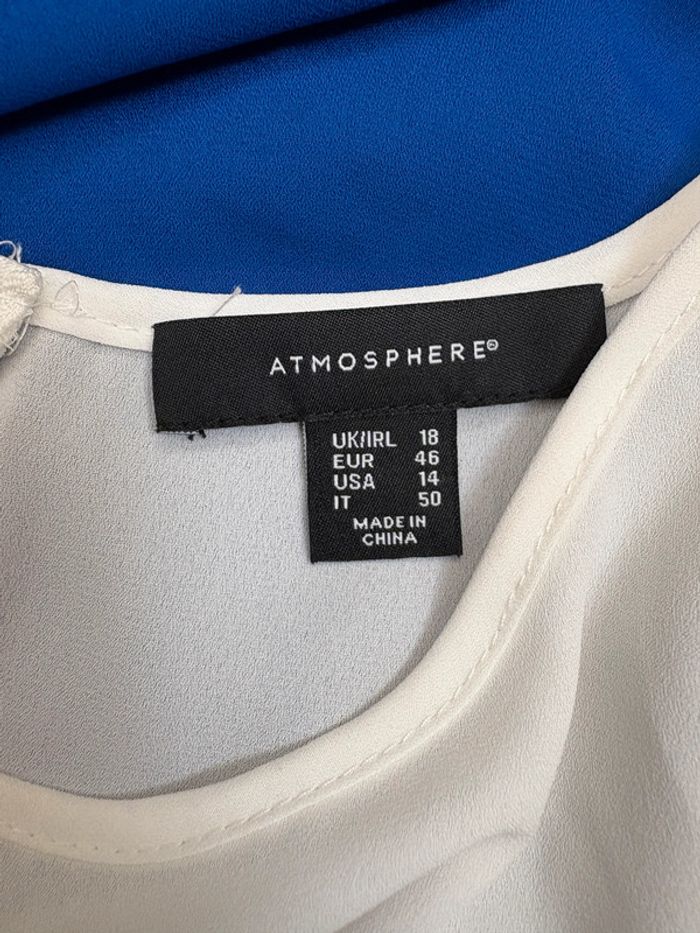 ATMOSPHERE®
UK/IRL 18
EUR 46
USA 14
IT 50
MADE IN
CHINA